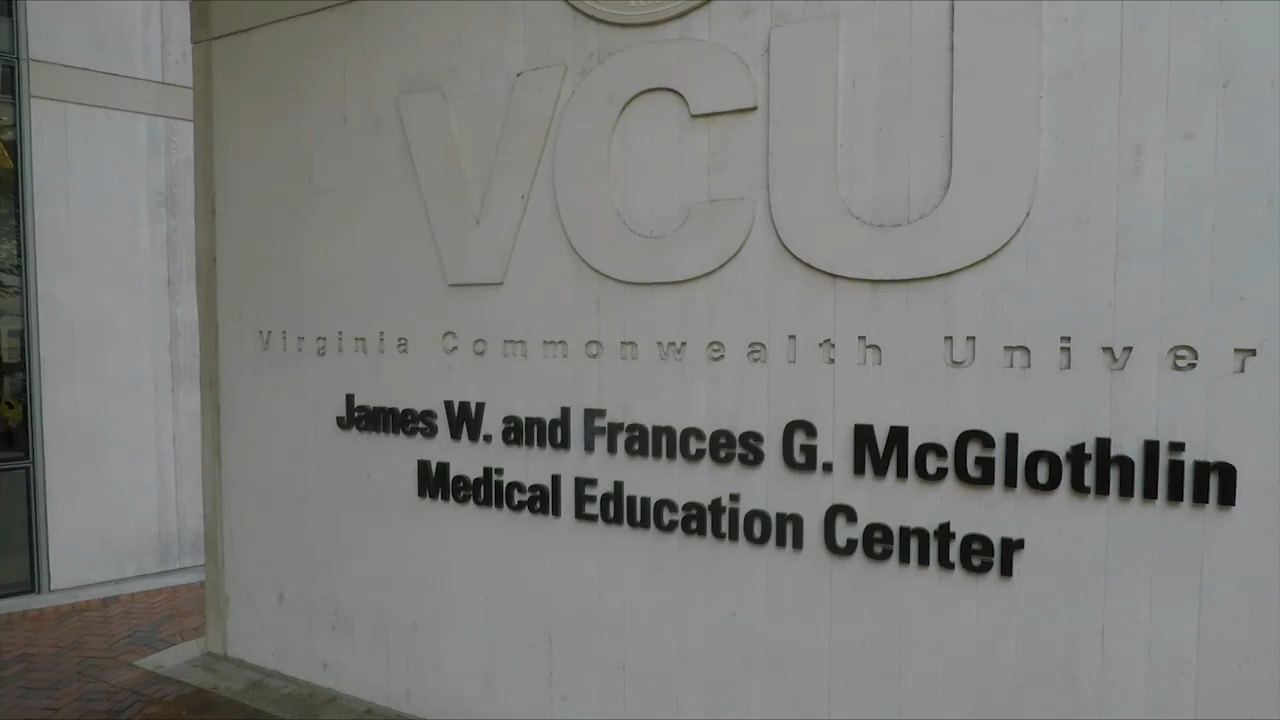 VCU
Virginia Commonwealth Univer
James W. and Frances G. McGlothlin
Medical Education Center